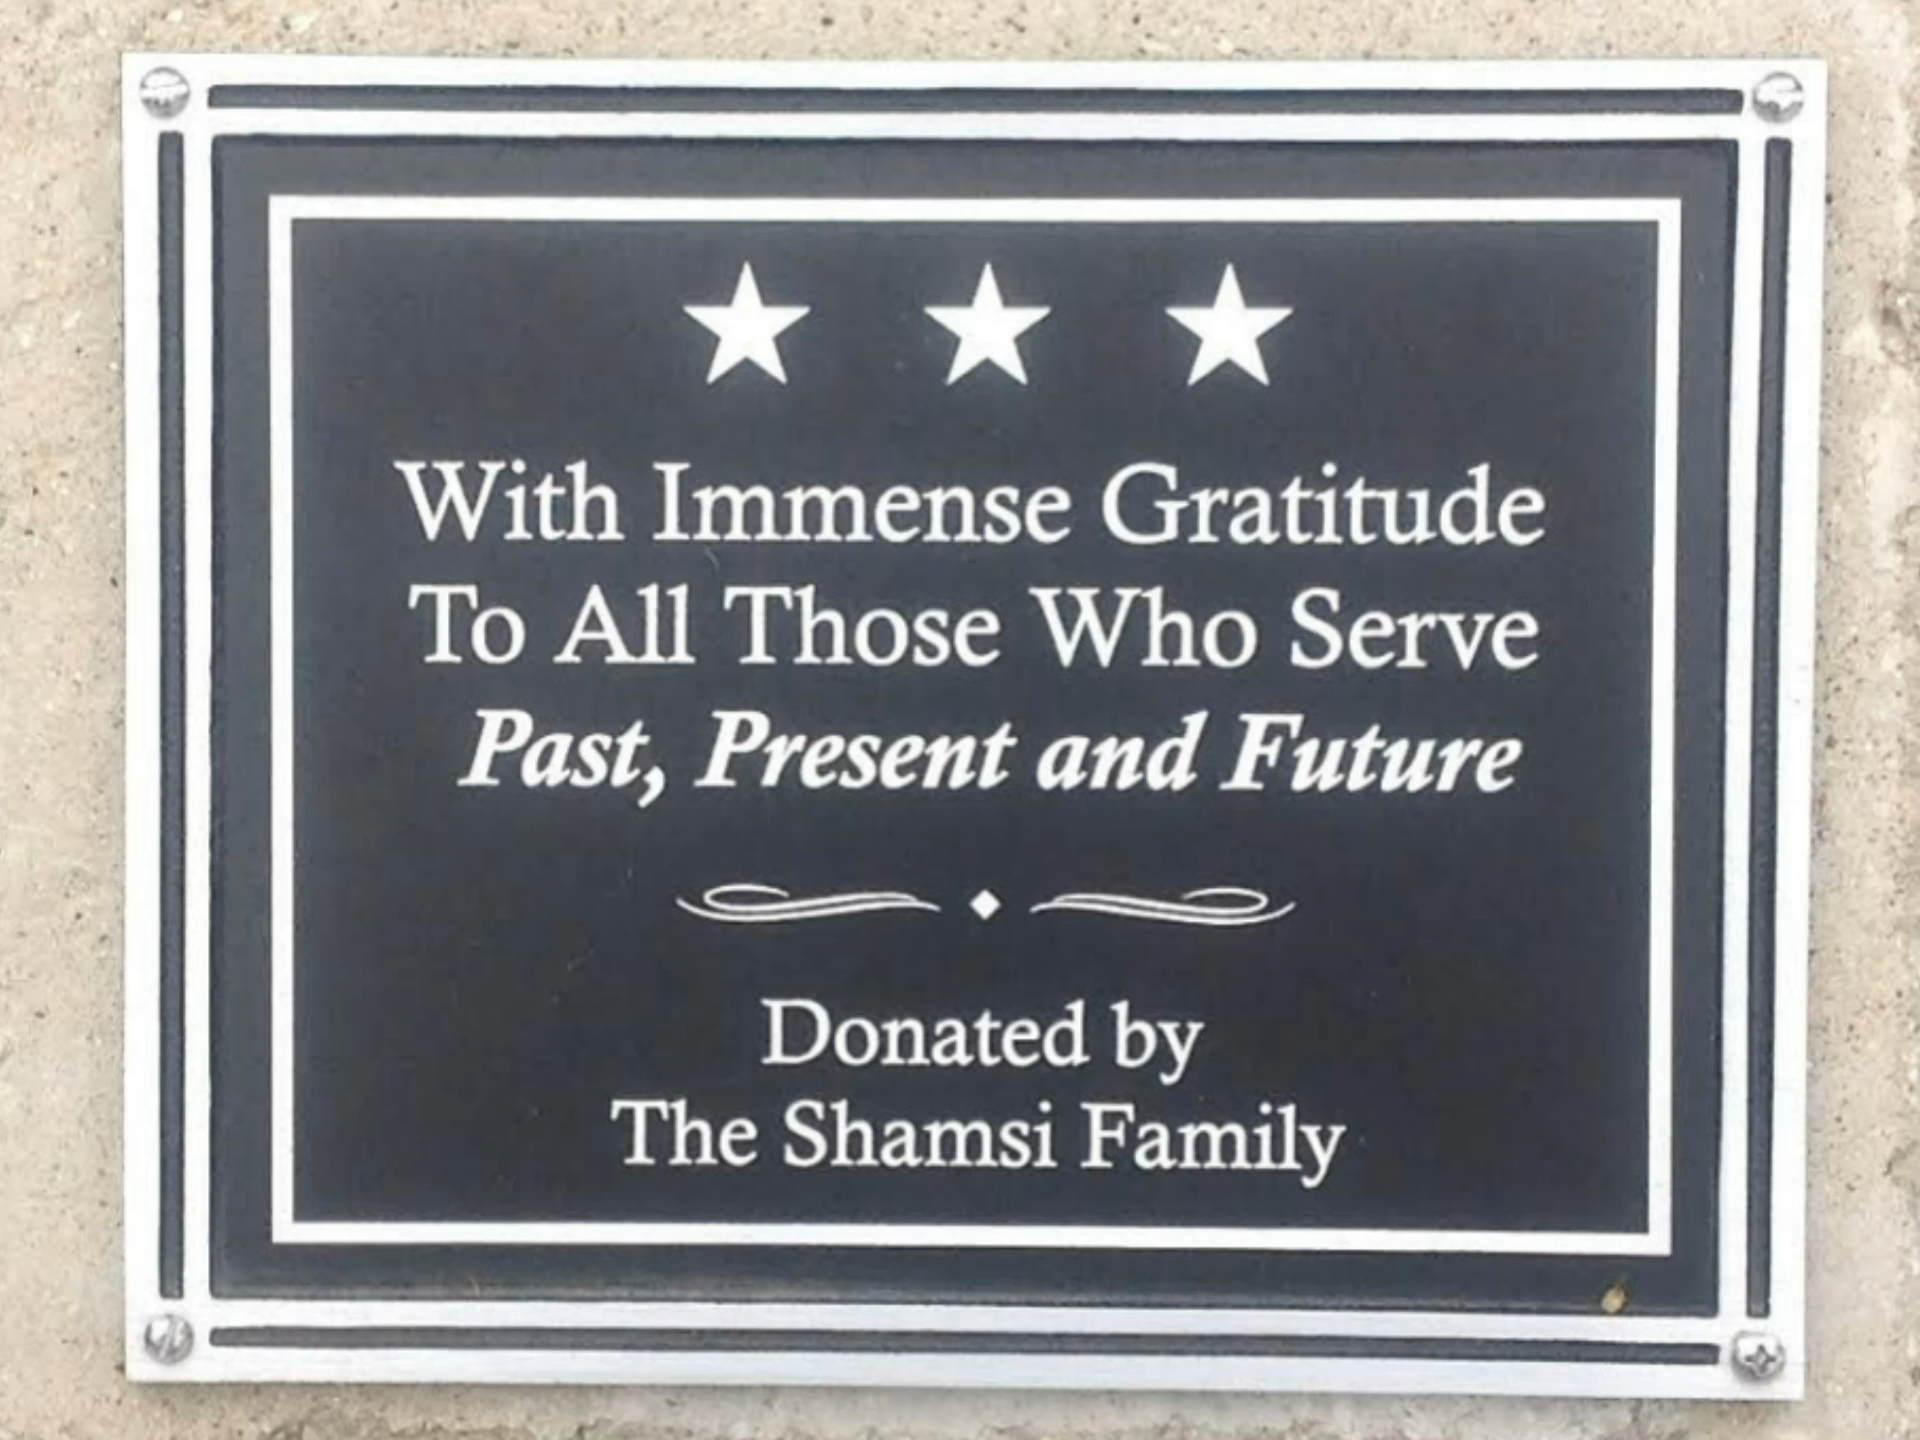 With Immense Gratitude
To All Those Who Serve
Past, Present and Future
Donated by
The Shamsi Family